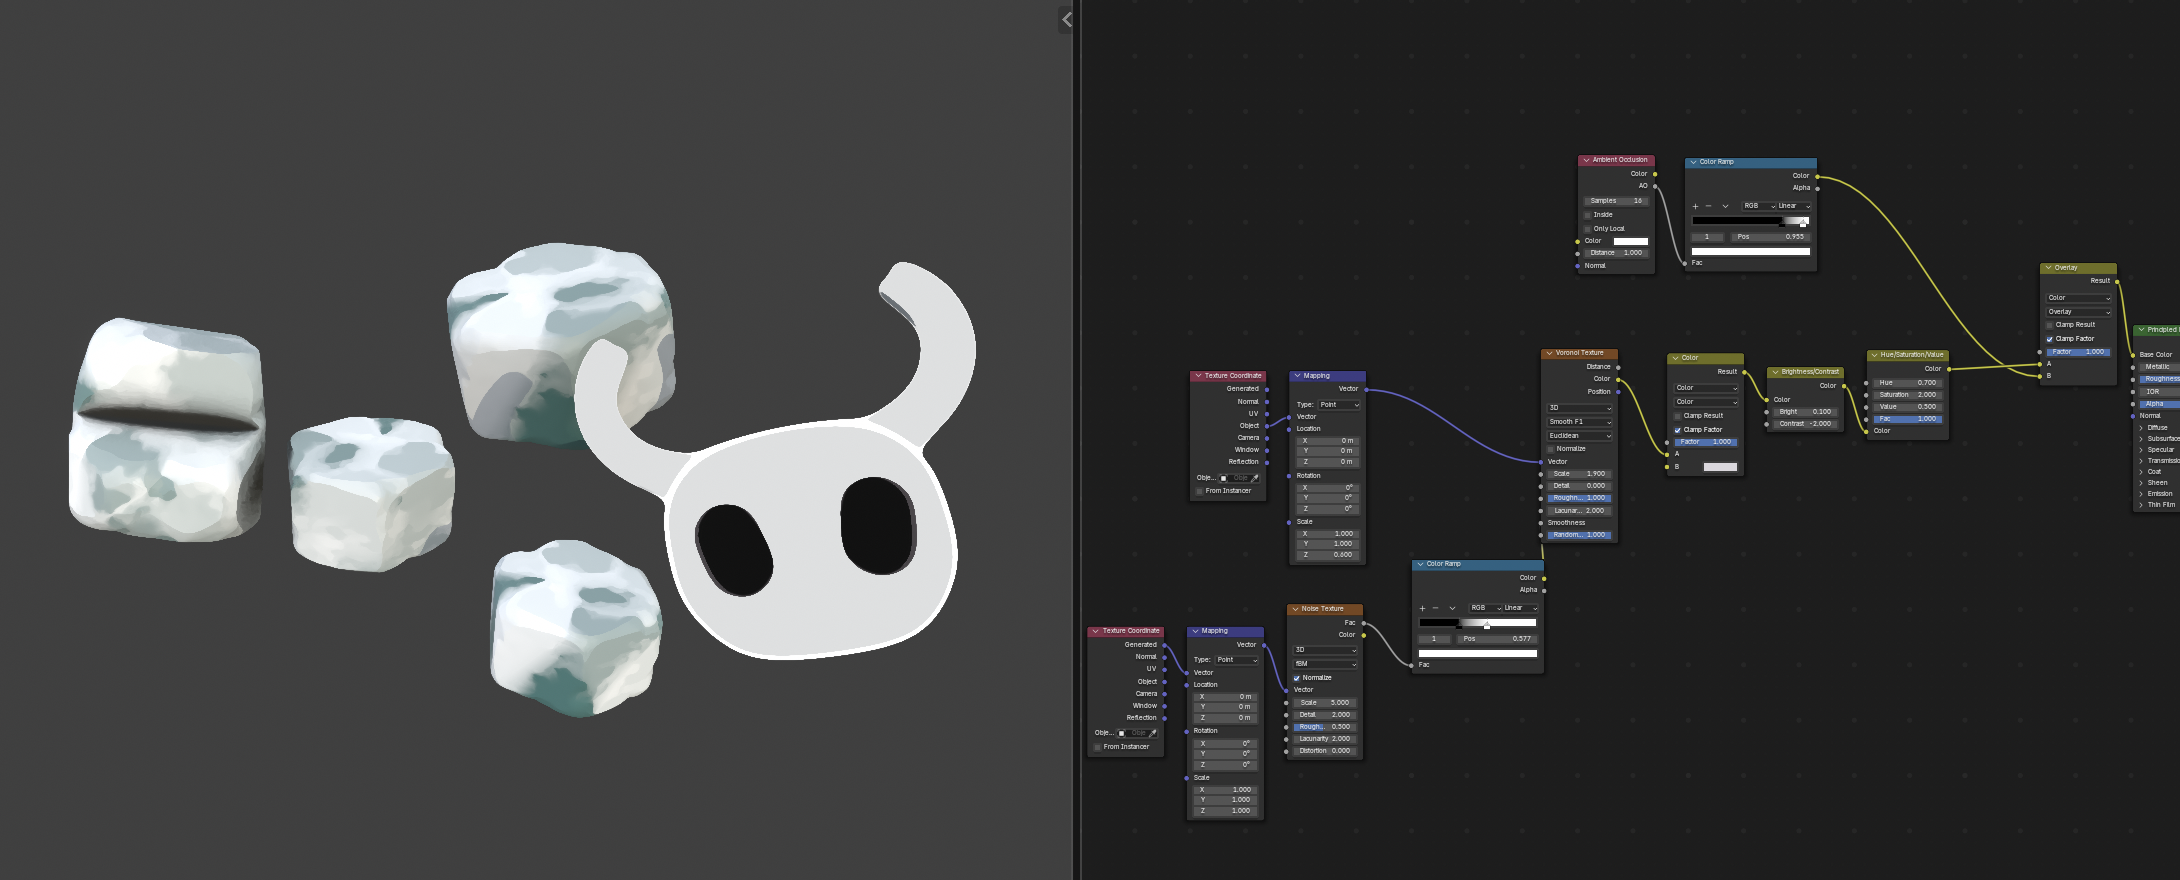 Ambient Occlusion
Color
AO
Samples 16
Inside
Only Local
Color
Distance 1.000
Normal
Color Ramp
Color
Alpha
RGB Linear
1 Pos 0.955
Fac
Overlay
Result
Color
Overlay
Clamp Result
Clamp Factor
Factor 1.000
A
B
Principled
Base Color
Metallic
Roughness
IOR
Alpha
Normal
Diffuse
Subsurfac
Specular
Transmissio
Coat
Sheen
Emission
Thin Film
Texture Coordinate
Generated
Normal
UV
Object
Camera
Window
Reflection
Obje... Obje
From Instancer
Mapping
Vector
Type: Point
Vector
Location
X 0 m
Y 0 m
Z 0 m
Rotation
X 0°
Y 0°
Z 0°
Scale
X 1.000
Y 1.000
Z 0.600
Voronoi Texture
Distance
Color
Position
3D
Smooth F1
Euclidean
Normalize
Vector
Scale 1.900
Detail 0.000
Roughn... 1.000
Lacunar... 2.000
Smoothness
Random... 1.000
Color
Result
Color
Color
Clamp Result
Clamp Factor
Factor 1.000
A
B
Brightness/Contrast
Color
Color
Bright 0.100
Contrast -2.000
Hue/Saturation/Value
Color
Hue 0.700
Saturation 2.000
Value 0.500
Fac 1.000
Color
Texture Coordinate
Generated
Normal
UV
Object
Camera
Window
Reflection
Obje... Obje
From Instancer
Mapping
Vector
Type: Point
Vector
Location
X 0 m
Y 0 m
Z 0 m
Rotation
X 0°
Y 0°
Z 0°
Scale
X 1.000
Y 1.000
Z 1.000
Noise Texture
Fac
Color
3D
fBM
Normalize
Vector
Scale 5.000
Detail 2.000
Rough... 0.500
Lacunarity 2.000
Distortion 0.000
Color Ramp
Color
Alpha
RGB Linear
1 Pos 0.577
Fac